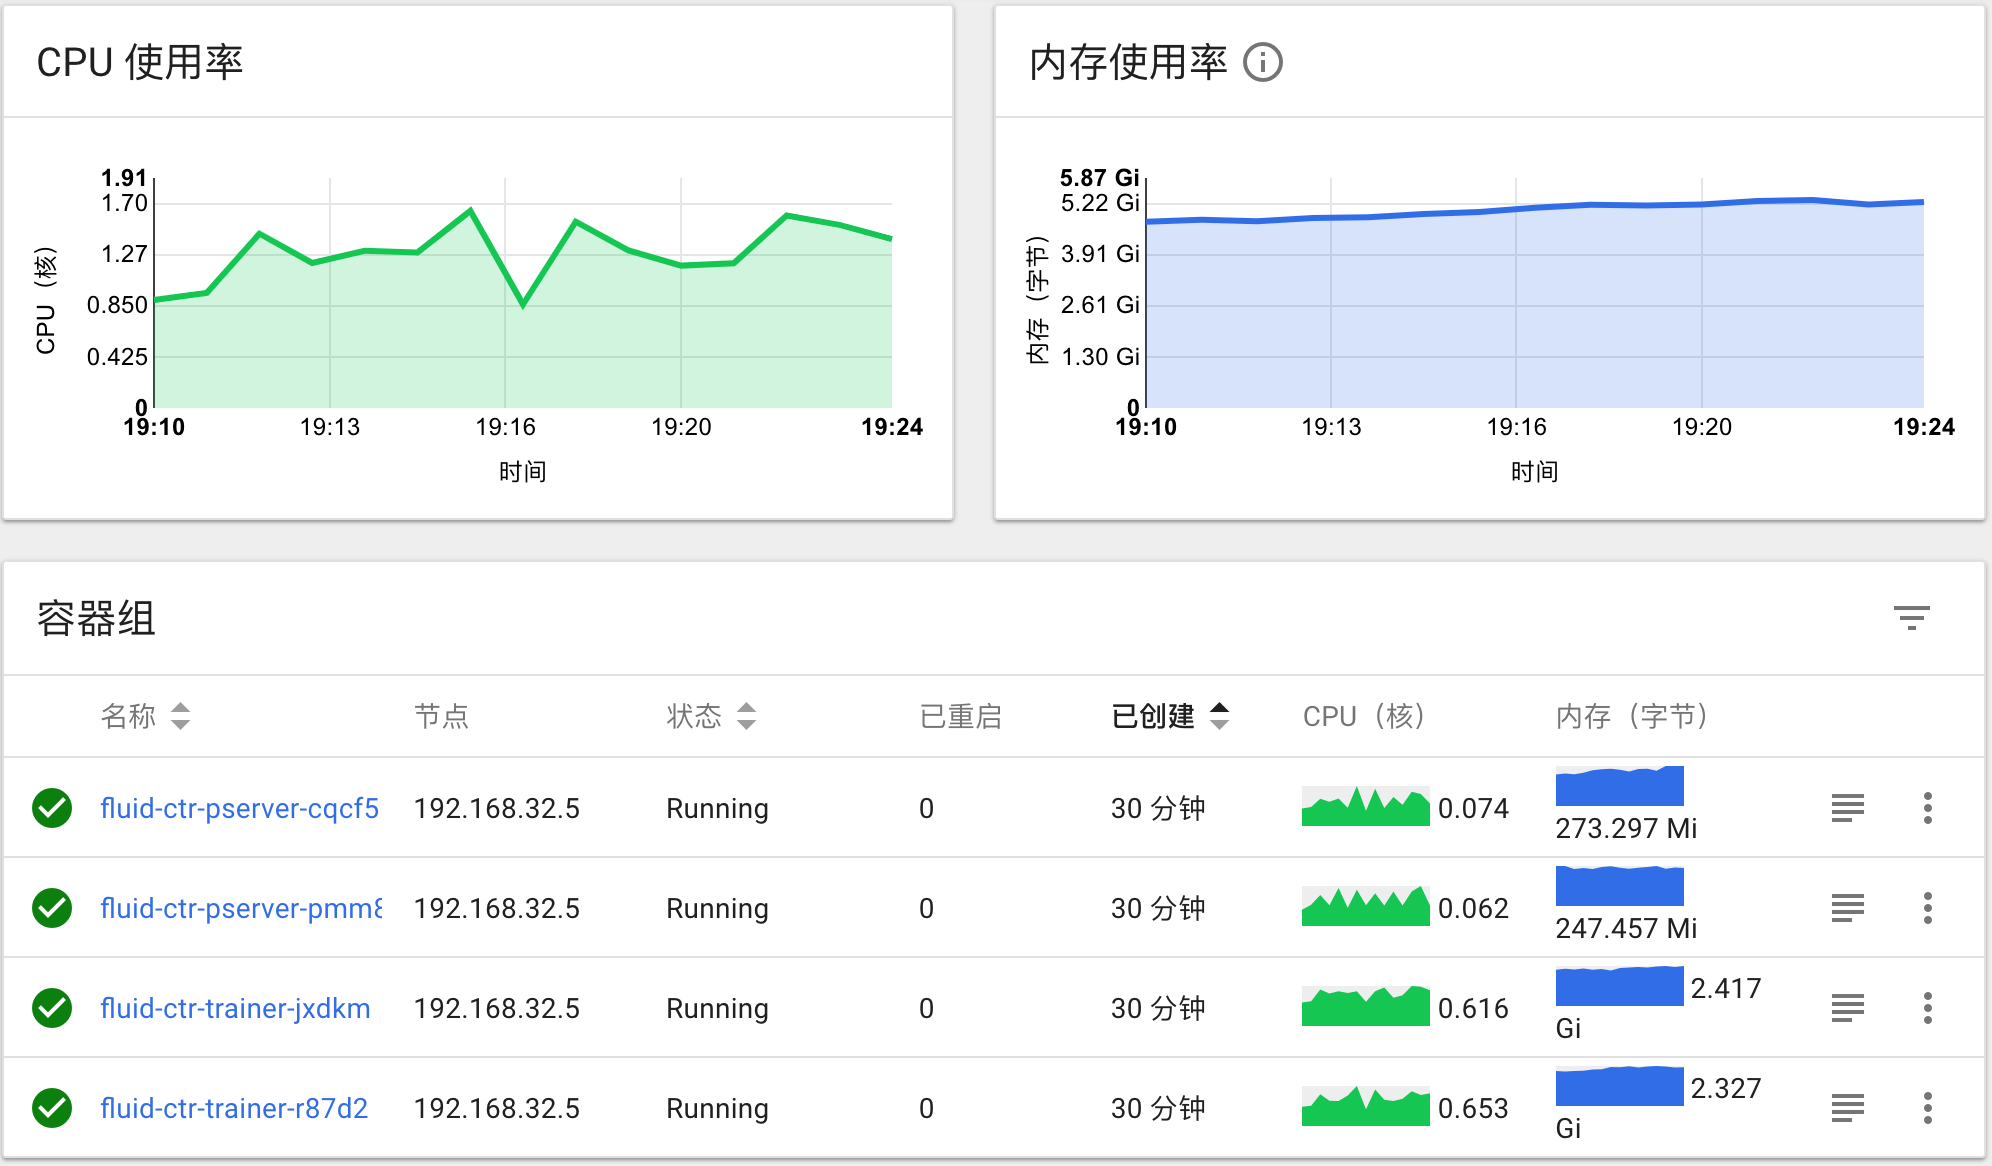 CPU 使用率
1.91
1.70
1.27
0.850
0.425
0
CPU（核）
19:10 19:13 19:16 19:20 19:24
时间
内存使用率
5.87 Gi
5.22 Gi
3.91 Gi
2.61 Gi
1.30 Gi
0
内存（字节）
19:10 19:13 19:16 19:20 19:24
时间
容器组
名称 节点 状态 已重启 已创建 CPU（核） 内存（字节）
fluid-ctr-pserver-cqcf5 192.168.32.5 Running 0 30 分钟 0.074 273.297 Mi
fluid-ctr-pserver-pmm 192.168.32.5 Running 0 30 分钟 0.062 247.457 Mi
fluid-ctr-trainer-jxdkm 192.168.32.5 Running 0 30 分钟 0.616 2.417
Gi
fluid-ctr-trainer-r87d2 192.168.32.5 Running 0 30 分钟 0.653 2.327
Gi